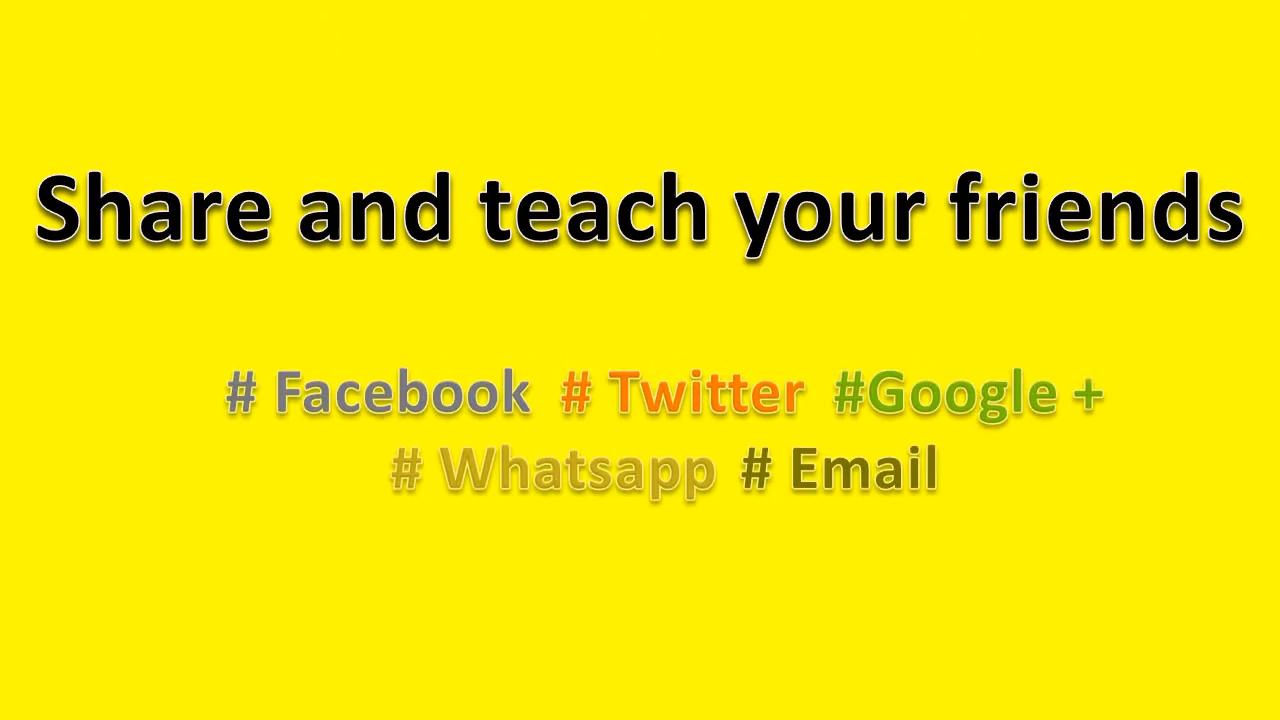 Share and teach your friends
# Facebook # Twitter #Google +
# Whatsapp # Email